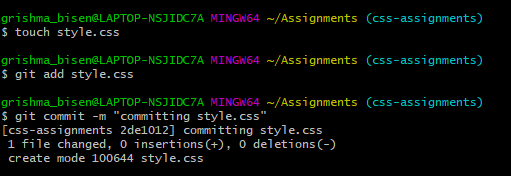 grishma_bisen@LAPTOP-NSJIDC7A MINGW64 ~/Assignments (css-assignments)
$ touch style.css
grishma_bisen@LAPTOP-NSJIDC7A MINGW64 ~/Assignments (css-assignments)
$ git add style.css
grishma_bisen@LAPTOP-NSJIDC7A MINGW64 ~/Assignments (css-assignments)
$ git commit -m "committing style.css"
[css-assignments 2de1012] committing style.css
 1 file changed, 0 insertions(+), 0 deletions(-)
 create mode 100644 style.css